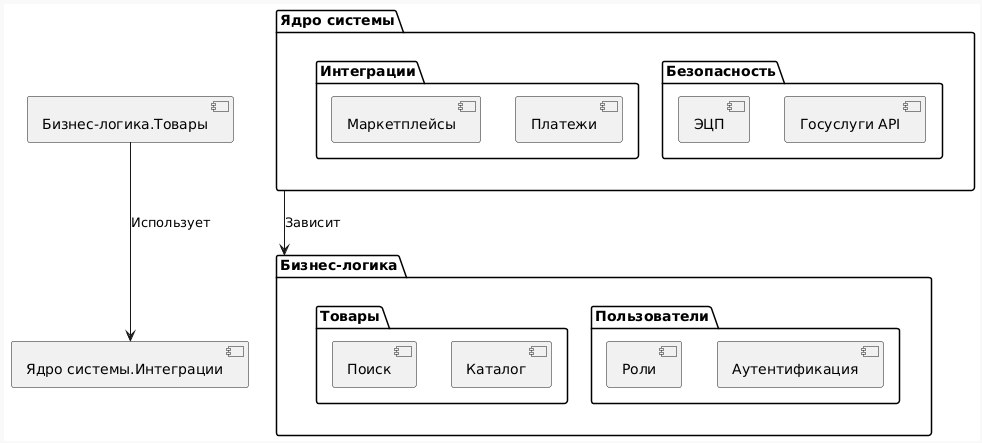 Ядро системы
Интеграции
Безопасность
Бизнес-логика.Товары
Маркетплейсы
Платежи
ЭЦП
Госуслуги API
Использует
Зависит
Бизнес-логика
Товары
Пользователи
Ядро системы.Интеграции
Поиск
Каталог
Роли
Аутентификация